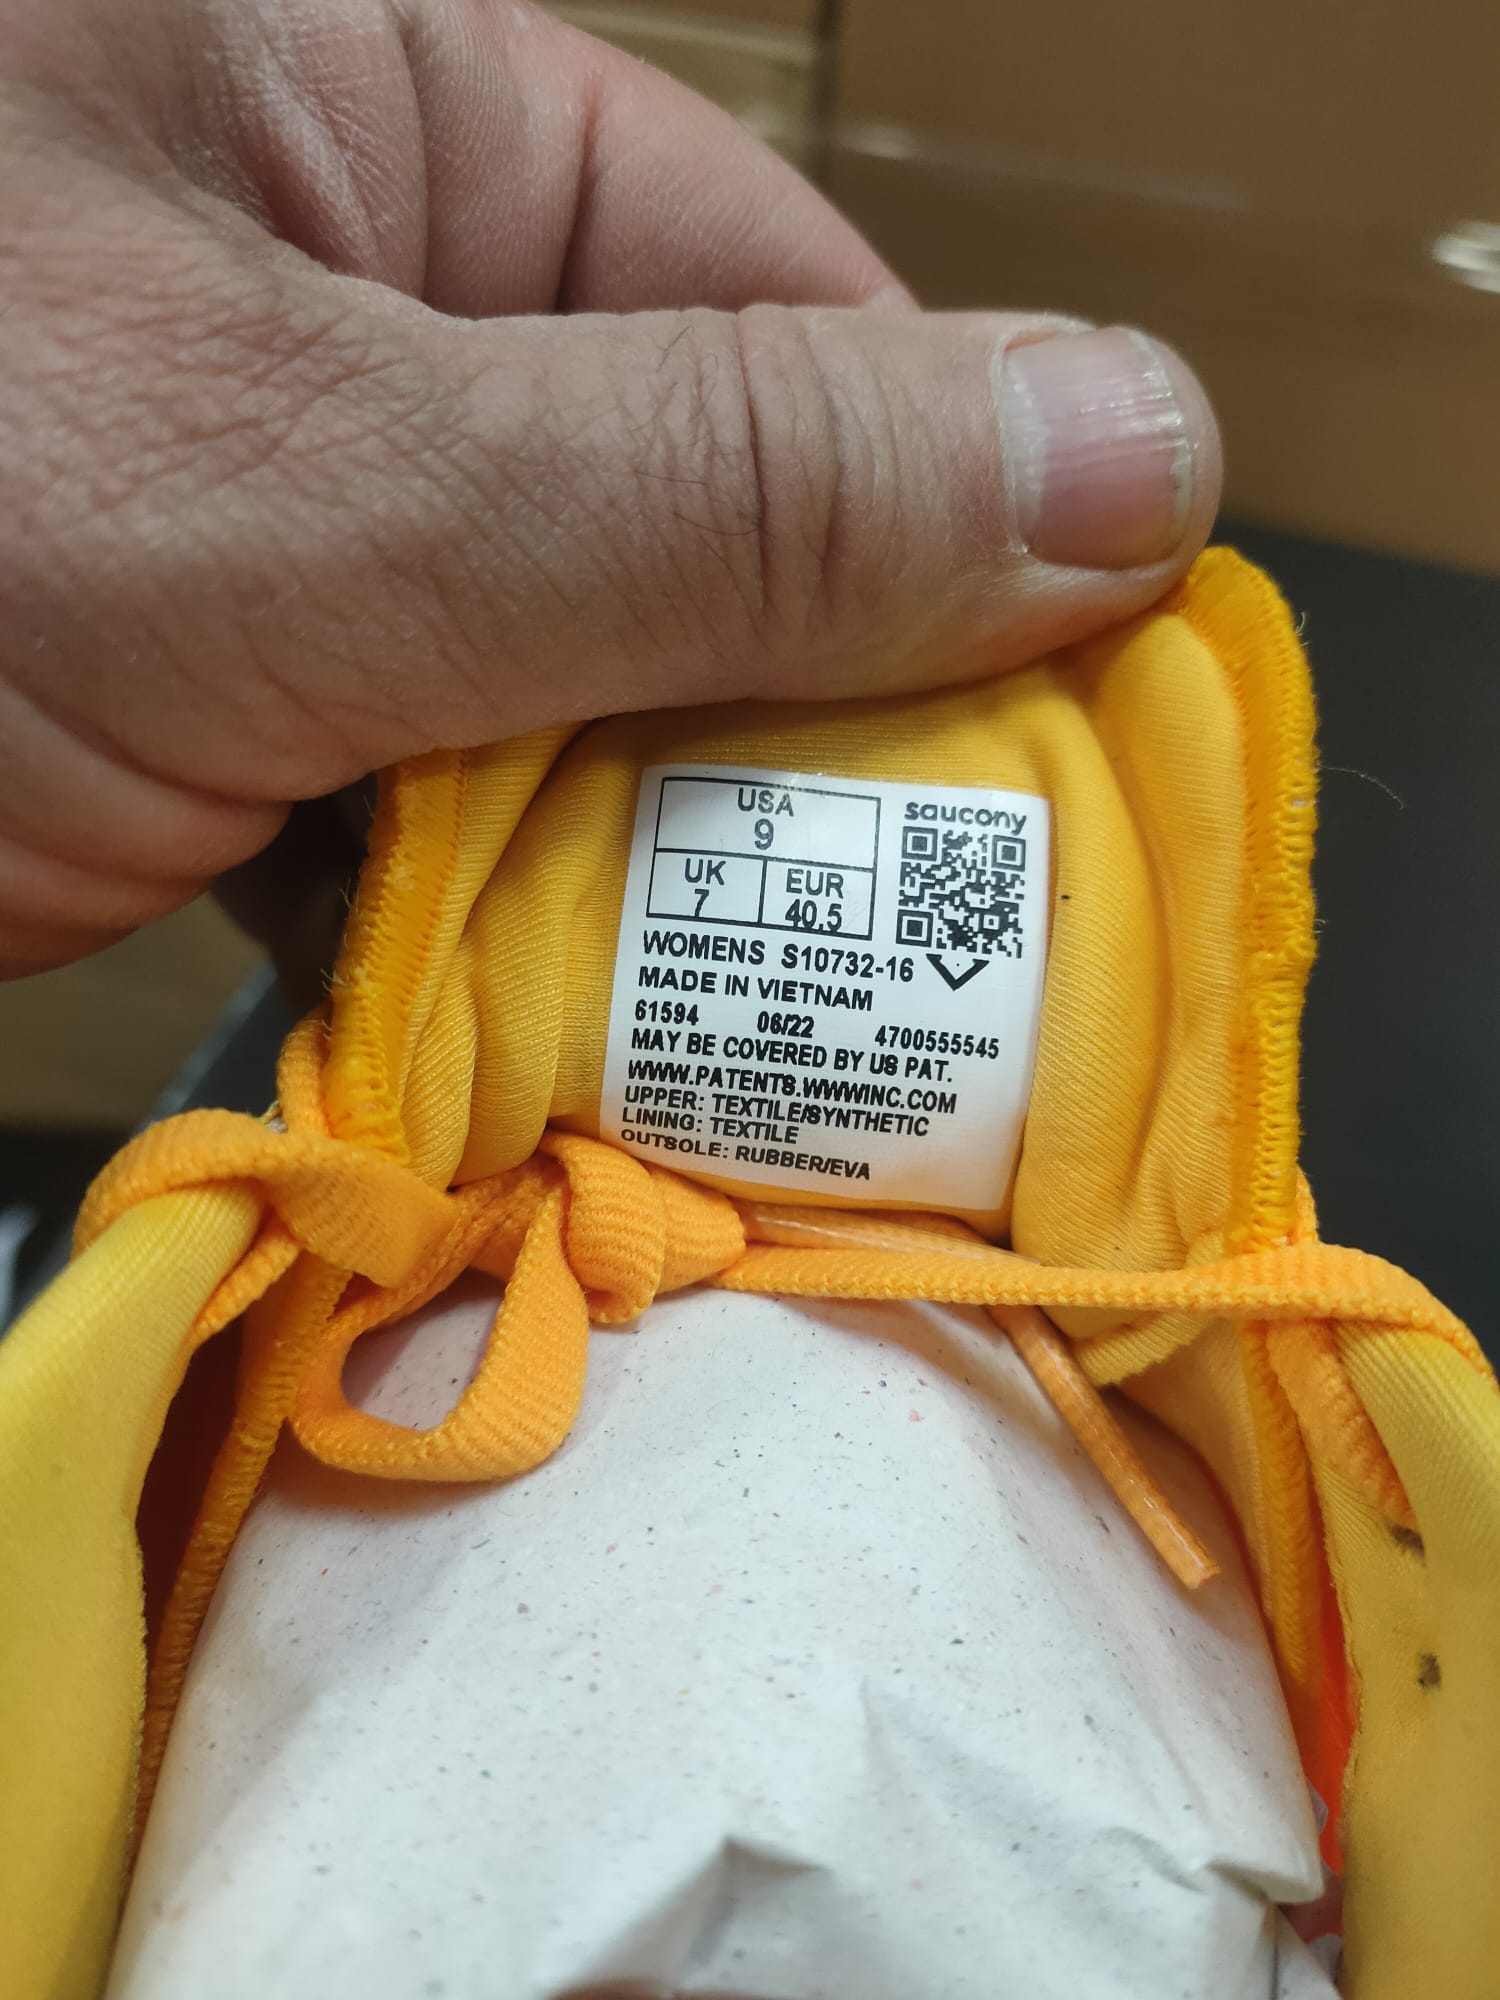 USA
9
UK
7
EUR
40.5
saucony
WOMENS S10732-16
MADE IN VIETNAM
61594 06/22 4700555545
MAY BE COVERED BY US PAT.
WWW.PATENTS.WWWINC.COM
UPPER: TEXTILE/SYNTHETIC
LINING: TEXTILE
OUTSOLE: RUBBER/EVA